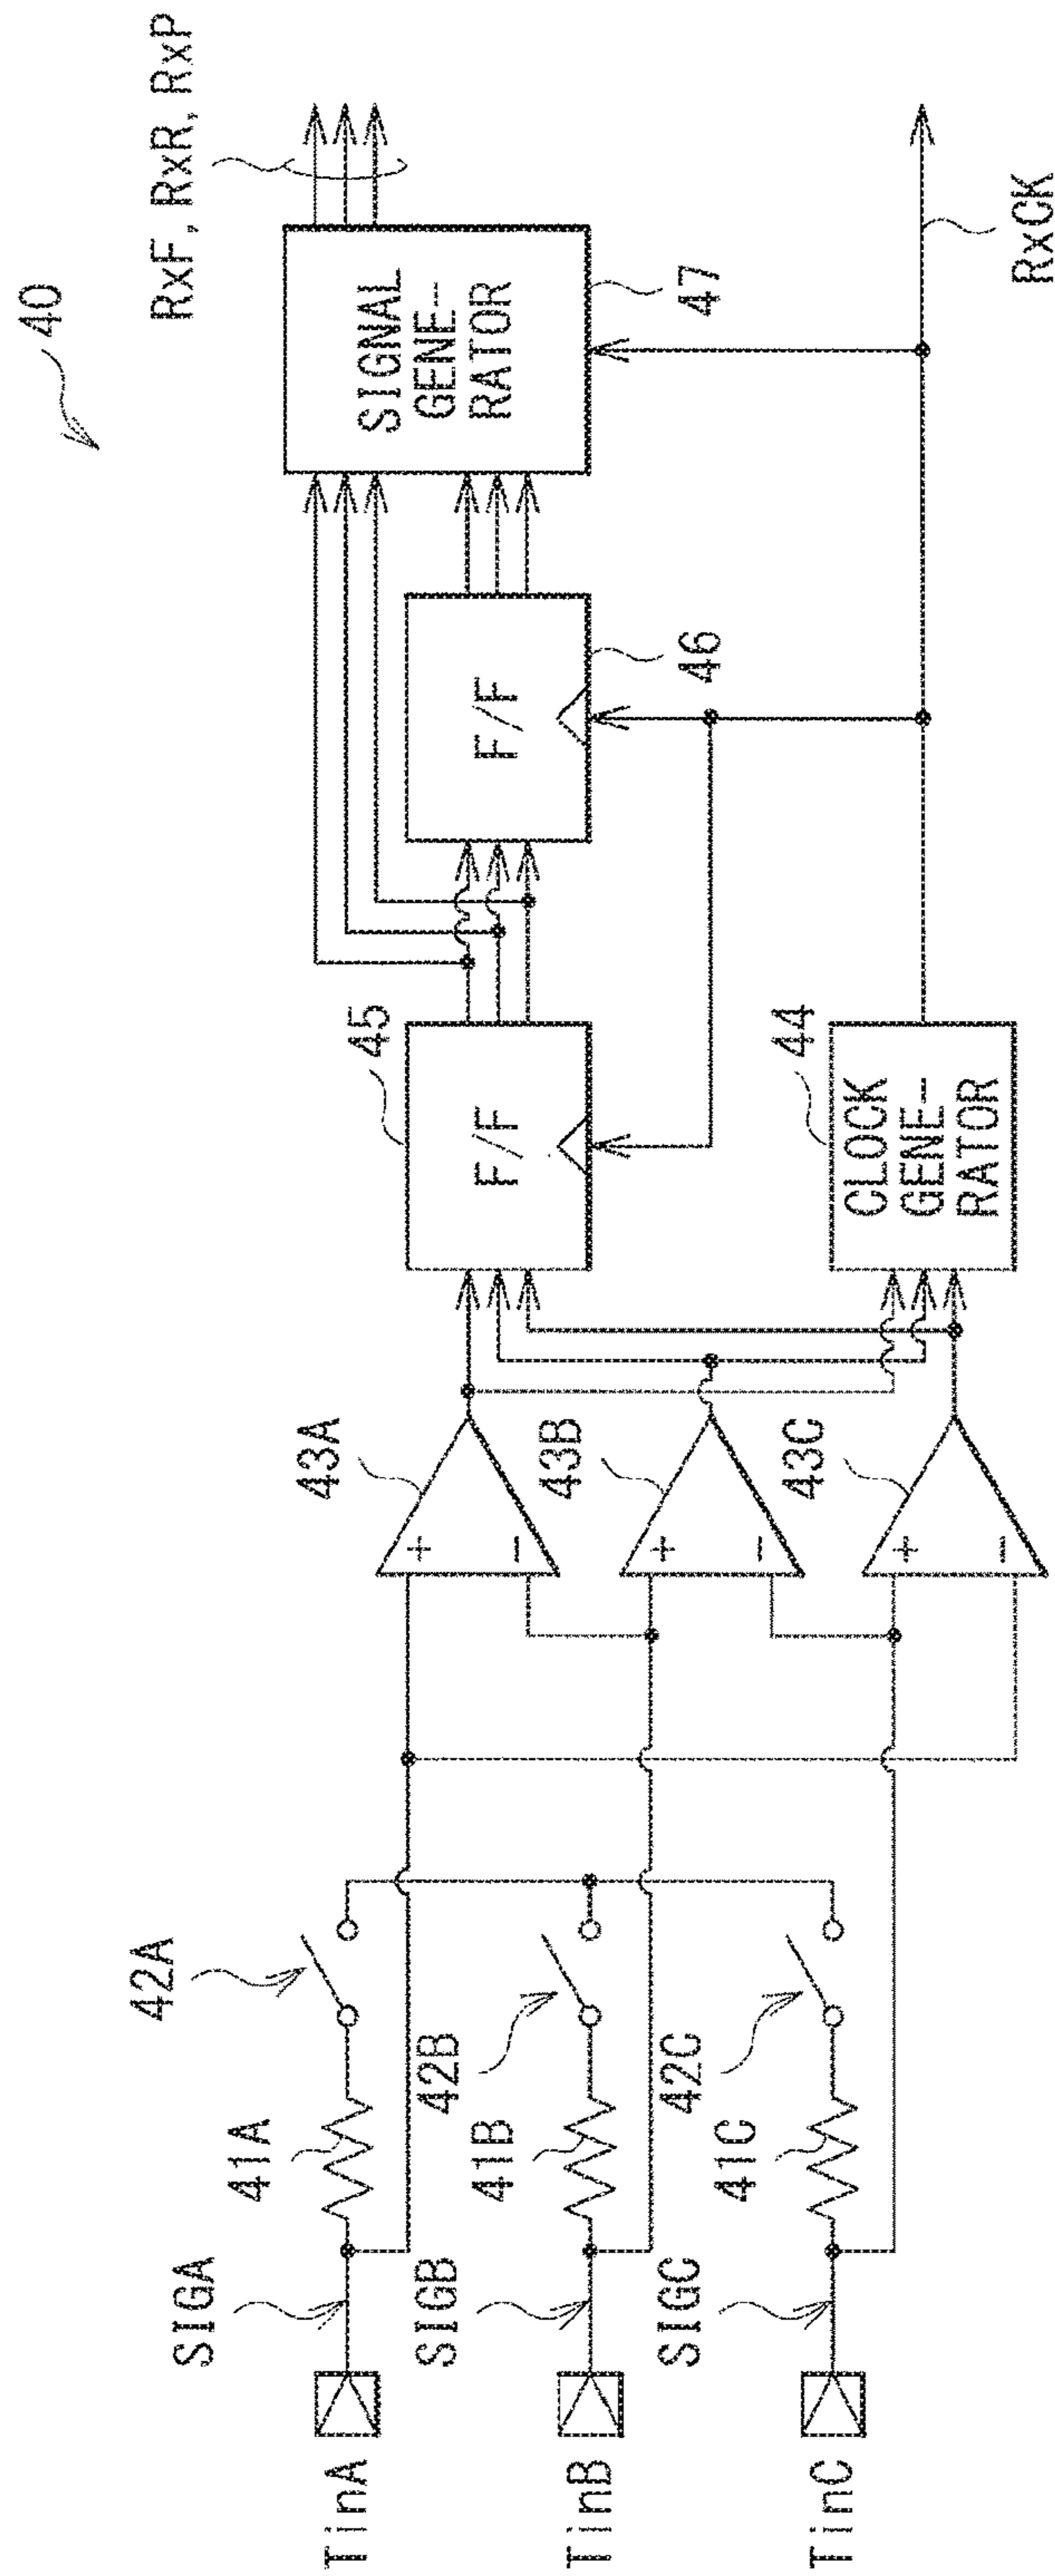 40
RxF, RxR, RxP
SIGNAL
GENE-
RATOR
47
RxCK
F/F
46
45
F/F
44
CLOCK
GENE-
RATOR
43A
+
-
43B
+
-
43C
+
-
42A
41A
SIGA
TinA
42B
41B
SIGB
TinB
42C
41C
SIGC
TinC